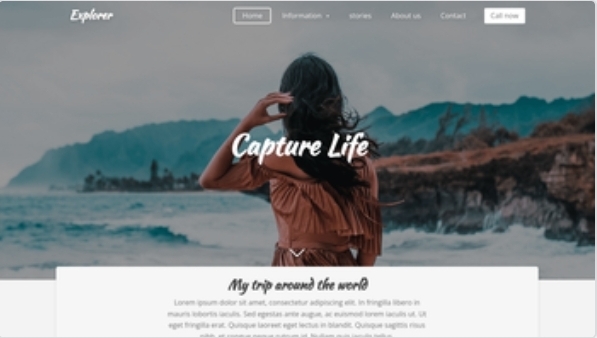 Explorer
Home Information stories About us Contact Call now
Capture Life
My trip around the world
Lorem ipsum dolor sit amet, consectetur adipiscing elit. In fringilla libero in
mauris lobortis iaculis. Sed egestas ante augue, ac euismod lorem iaculis ut. Ut
eget fringilla erat. Quisque laoreet eget lectus in blandit. Quisque sagittis risus